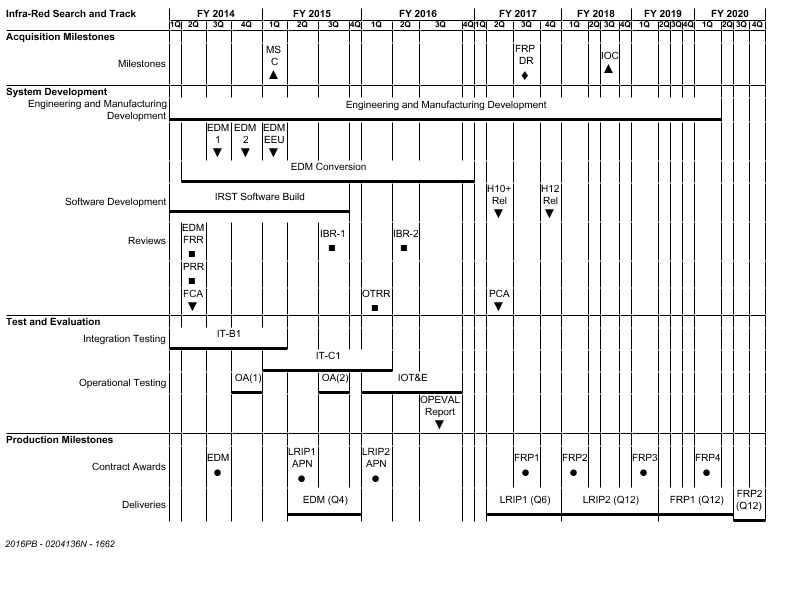 Infra-Red Search and Track
FY 2014 FY 2015 FY 2016 FY 2017 FY 2018 FY 2019 FY 2020
1Q 2Q 3Q 4Q 1Q 2Q 3Q 4Q 1Q 2Q 3Q 4Q 1Q 2Q 3Q 4Q 1Q 2Q 3Q 4Q 1Q 2Q 3Q 4Q 1Q 2Q 3Q 4Q
Acquisition Milestones
Milestones
MS
C
FRP
DR
IOC
System Development
Engineering and Manufacturing
Development
Engineering and Manufacturing Development
EDM
1
EDM
2
EDM
EEU
EDM Conversion
Software Development
IRST Software Build
H10+
Rel
H12
Rel
Reviews
EDM
FRR
IBR-1
IBR-2
PRR
FCA
OTRR
PCA
Test and Evaluation
Integration Testing
IT-B1
IT-C1
Operational Testing
OA(1)
OA(2)
IOT&E
OPEVAL
Report
Production Milestones
Contract Awards
EDM
LRIP1
APN
LRIP2
APN
FRP1
FRP2
FRP3
FRP4
Deliveries
EDM (Q4)
LRIP1 (Q6)
LRIP2 (Q12)
FRP1 (Q12)
FRP2
(Q12)
2016PB - 0204136N - 1662